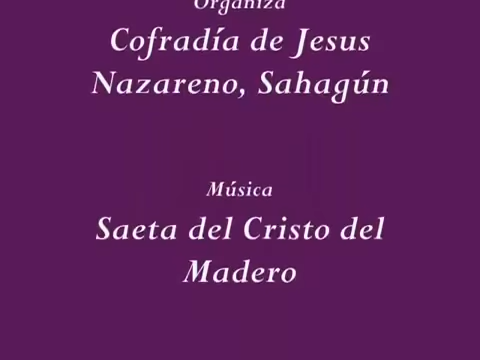 Organiza
Cofradía de Jesus
Nazareno, Sahagún
Música
Saeta del Cristo del
Madero